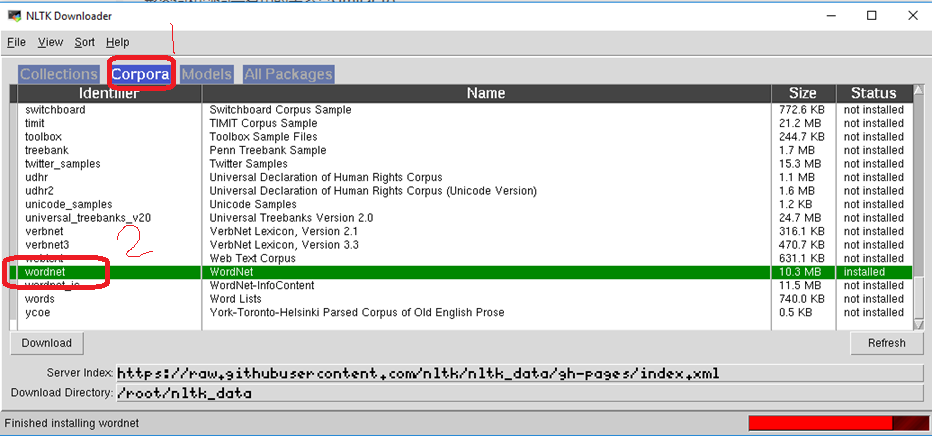 NLTK Downloader
1
File View Sort Help
Collections Corpora Models All Packages
Identifier Name Size Status
switchboard Switchboard Corpus Sample 772.6 KB not installed
timit TIMIT Corpus Sample 21.2 MB not installed
toolbox Toolbox Sample Files 244.7 KB not installed
treebank Penn Treebank Sample 1.7 MB not installed
twitter_samples Twitter Samples 15.3 MB not installed
udhr Universal Declaration of Human Rights Corpus 1.1 MB not installed
udhr2 Universal Declaration of Human Rights Corpus (Unicode Version) 1.6 MB not installed
unicode_samples Unicode Samples 1.2 KB not installed
universal_treebanks_v20 Universal Treebanks Version 2.0 24.7 MB not installed
verbnet VerbNet Lexicon, Version 2.1 316.1 KB not installed
2
verbnet3 VerbNet Lexicon, Version 3.3 470.7 KB not installed
webtext Web Text Corpus 631.1 KB not installed
wordnet WordNet 10.3 MB installed
wordnet_ic WordNet-InfoContent 11.5 MB not installed
words Word Lists 740.0 KB not installed
ycoe York-Toronto-Helsinki Parsed Corpus of Old English Prose 0.5 KB not installed
Download Refresh
Server Index: https://raw.githubusercontent.com/nltk/nltk_data/gh-pages/index.xml
Download Directory: /root/nltk_data
Finished installing wordnet